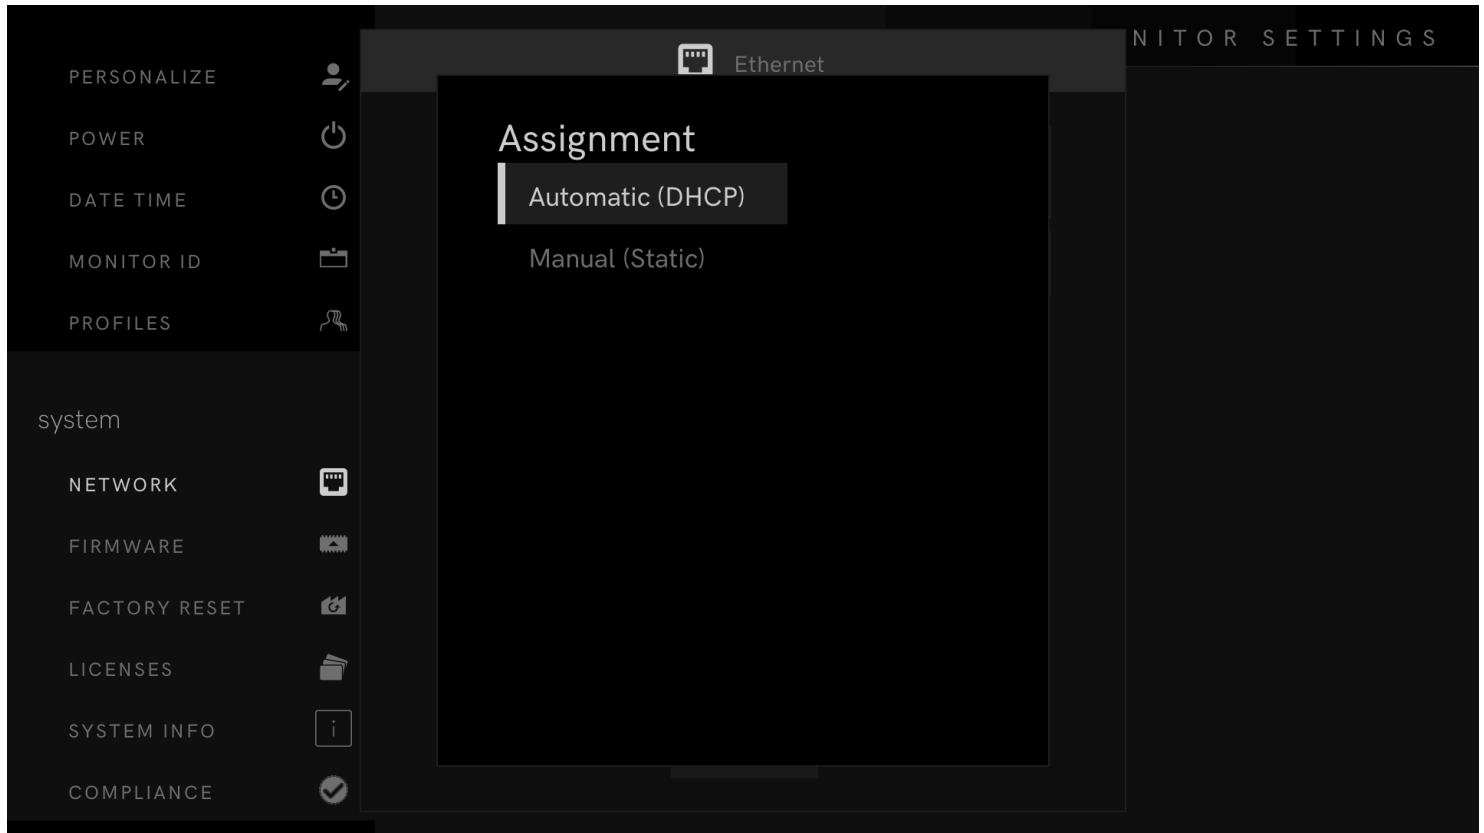 NITOR SETTINGS
PERSONALIZE
POWER
DATE TIME
MONITOR ID
PROFILES
system
NETWORK
FIRMWARE
FACTORY RESET
LICENSES
SYSTEM INFO
i
COMPLIANCE
Ethernet
Assignment
Automatic (DHCP)
Manual (Static)